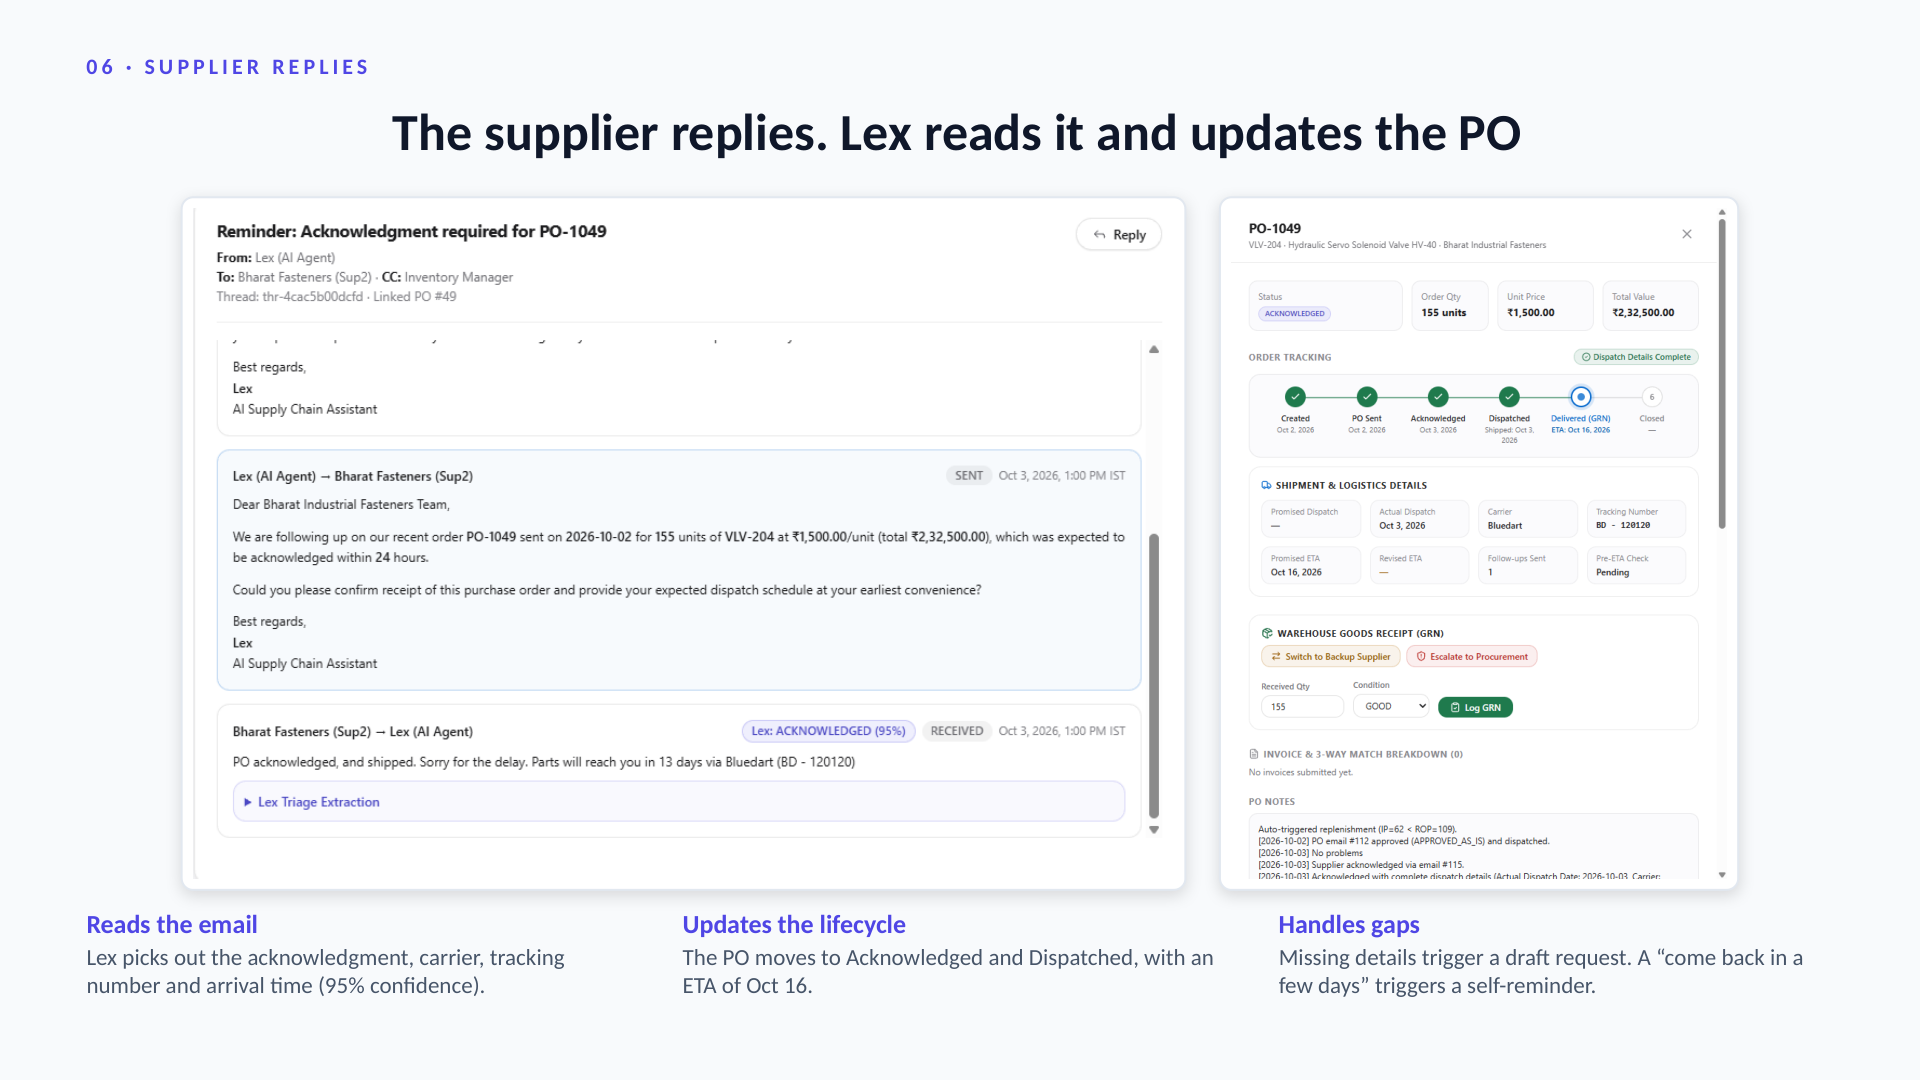 06 · SUPPLIER REPLIES
The supplier replies. Lex reads it and updates the PO
Reminder: Acknowledgment required for PO-1049
Reply
From: Lex (AI Agent)
To: Bharat Fasteners (Sup2) · CC: Inventory Manager
Thread: thr-4cac5b00dcfd · Linked PO #49
Best regards,
Lex
AI Supply Chain Assistant
Lex (AI Agent) → Bharat Fasteners (Sup2)
SENT Oct 3, 2026, 1:00 PM IST
Dear Bharat Industrial Fasteners Team,
We are following up on our recent order PO-1049 sent on 2026-10-02 for 155 units of VLV-204 at ₹1,500.00/unit (total ₹2,32,500.00), which was expected to
be acknowledged within 24 hours.
Could you please confirm receipt of this purchase order and provide your expected dispatch schedule at your earliest convenience?
Best regards,
Lex
AI Supply Chain Assistant
Bharat Fasteners (Sup2) → Lex (AI Agent)
Lex: ACKNOWLEDGED (95%) RECEIVED Oct 3, 2026, 1:00 PM IST
PO acknowledged, and shipped. Sorry for the delay. Parts will reach you in 13 days via Bluedart (BD - 120120)
Lex Triage Extraction
PO-1049
VLV-204 · Hydraulic Servo Solenoid Valve HV-40 · Bharat Industrial Fasteners
Status
ACKNOWLEDGED
Order Qty
155 units
Unit Price
₹1,500.00
Total Value
₹2,32,500.00
ORDER TRACKING
Dispatch Details Complete
Created
Oct 2, 2026
PO Sent
Oct 2, 2026
Acknowledged
Oct 3, 2026
Dispatched
Shipped: Oct 3,
2026
Delivered (GRN)
ETA: Oct 16, 2026
6
Closed
—
SHIPMENT & LOGISTICS DETAILS
Promised Dispatch
—
Actual Dispatch
Oct 3, 2026
Carrier
Bluedart
Tracking Number
BD - 120120
Promised ETA
Oct 16, 2026
Revised ETA
—
Follow-ups Sent
1
Pre-ETA Check
Pending
WAREHOUSE GOODS RECEIPT (GRN)
Switch to Backup Supplier
Escalate to Procurement
Received Qty
155
Condition
GOOD
Log GRN
INVOICE & 3-WAY MATCH BREAKDOWN (0)
No invoices submitted yet.
PO NOTES
Auto-triggered replenishment (IP=62 < ROP=109).
[2026-10-02] PO email #112 approved (APPROVED_AS_IS) and dispatched.
[2026-10-03] No problems
[2026-10-03] Supplier acknowledged via email #115.
[2026-10-03] Acknowledged with complete dispatch details (Actual Dispatch Date: 2026-10-03, Carrier:
Reads the email
Lex picks out the acknowledgment, carrier, tracking
number and arrival time (95% confidence).
Updates the lifecycle
The PO moves to Acknowledged and Dispatched, with an
ETA of Oct 16.
Handles gaps
Missing details trigger a draft request. A “come back in a
few days” triggers a self-reminder.